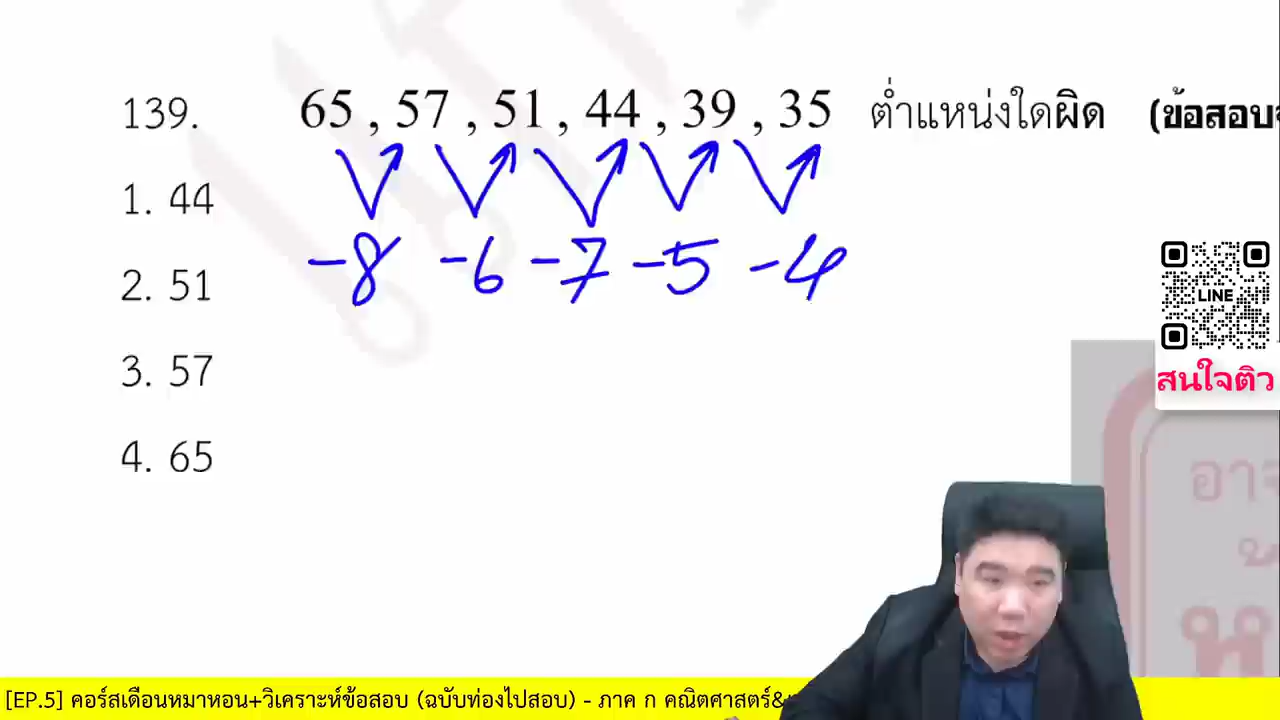 139. 65 , 57 , 51 , 44 , 39 , 35 ตำแหน่งใดผิด (ข้อสอบ
-8 -6 -7 -5 -4
1. 44
2. 51
3. 57
4. 65
LINE
สนใจติว
อา
[EP.5] คอร์สเดือนหมาหอน+วิเคราะห์ข้อสอบ (ฉบับท่องไปสอบ) - ภาค ก คณิตศาสตร์&